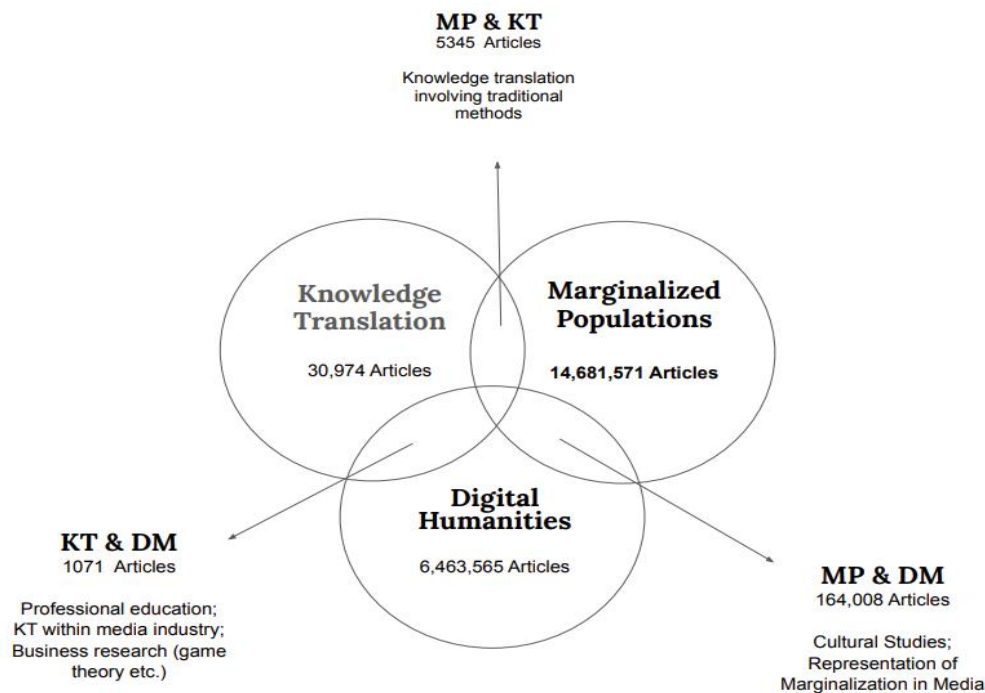 MP & KT
5345 Articles
Knowledge translation
involving traditional
methods
Knowledge
Translation
30,974 Articles
Marginalized
Populations
14,681,571 Articles
Digital
Humanities
6,463,565 Articles
KT & DM
1071 Articles
Professional education;
KT within media industry;
Business research (game
theory etc.)
MP & DM
164,008 Articles
Cultural Studies;
Representation of
Marginalization in Media